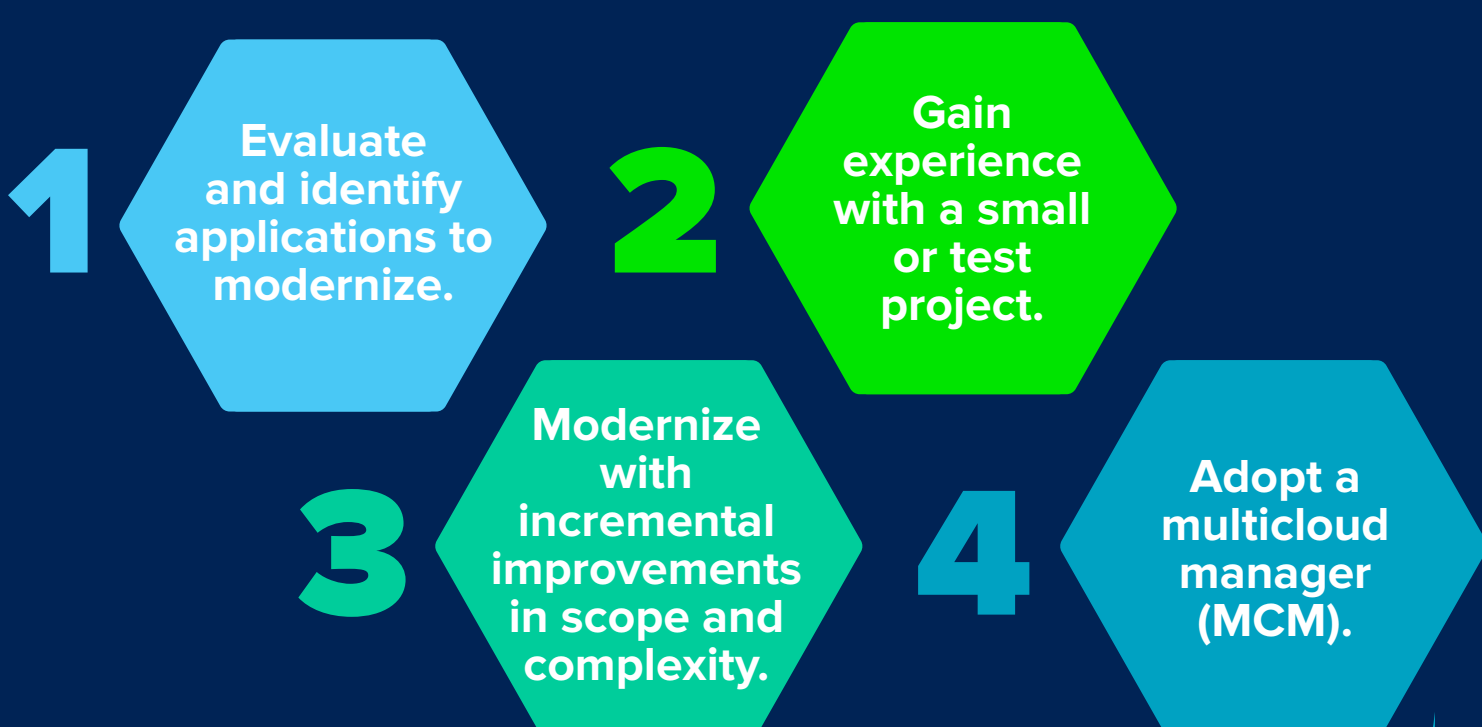 1
Evaluate
and identify
applications to
modernize.
2
Gain
experience
with a small
or test
project.
3
Modernize
with
incremental
improvements
in scope and
complexity.
4
Adopt a
multicloud
manager
(MCM).